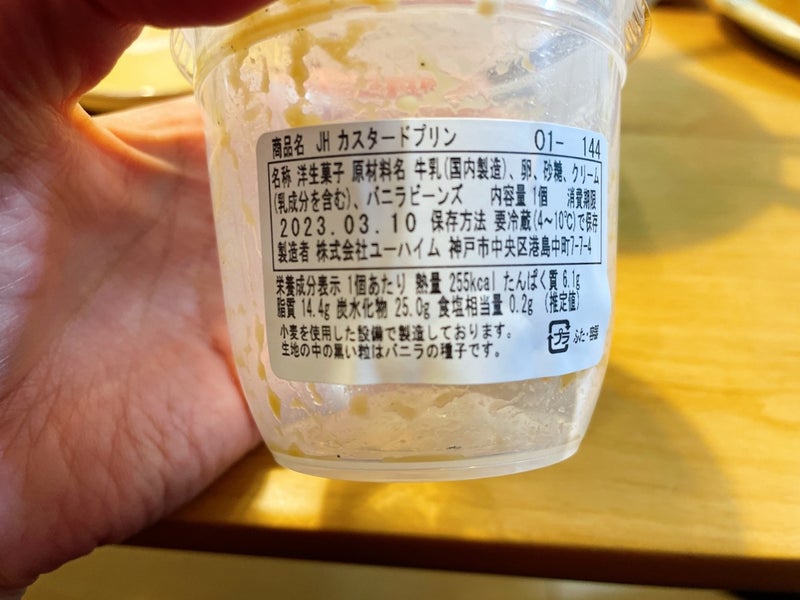 商品名 JH カスタードプリン 01- 144
名称 洋生菓子 原材料名 牛乳(国内製造)、卵、砂糖、クリーム
(乳成分を含む)、バニラビーンズ 内容量 1個 消費期限
2023.03.10 保存方法 要冷蔵(4~10℃)で保存
製造者 株式会社ユーハイム 神戸市中央区港島中町7-7-4
栄養成分表示 1個あたり 熱量 255kcal たんぱく質 6.1g
脂質 14.4g 炭水化物 25.0g 食塩相当量 0.2g (推定値)
小麦を使用した設備で製造しております。
生地の中の黒い粒はバニラの種子です。
プラ ふた・容器